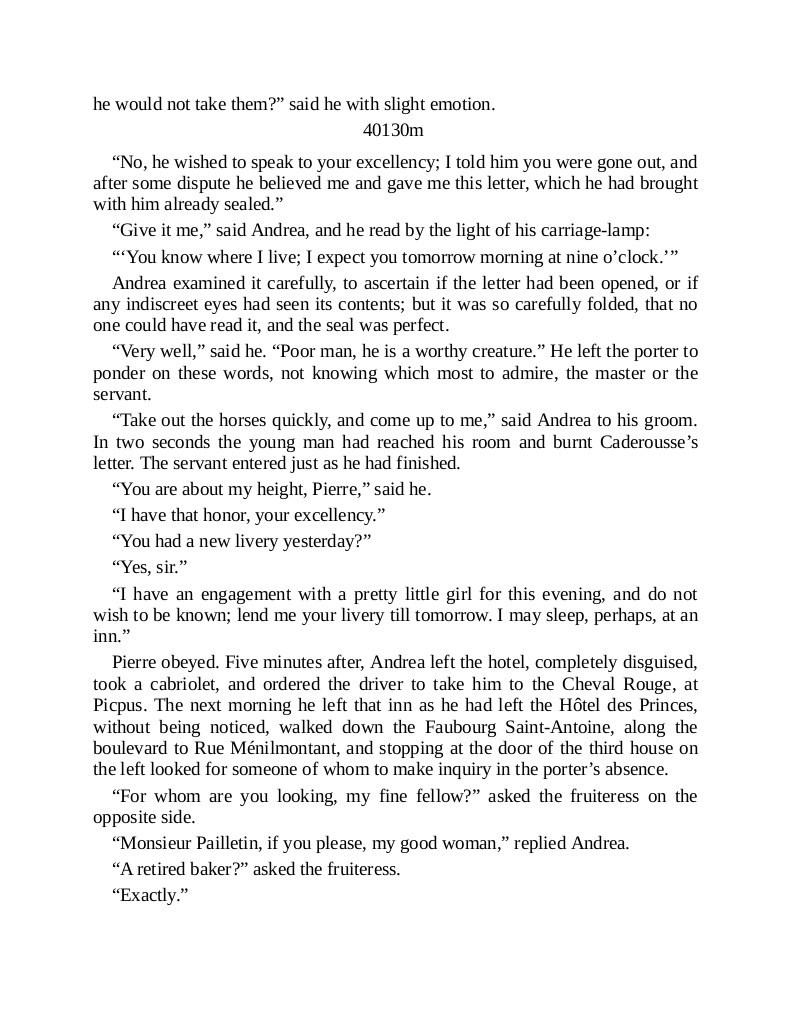 he would not take them?” said he with slight emotion.
40130m
“No, he wished to speak to your excellency; I told him you were gone out, and
after some dispute he believed me and gave me this letter, which he had brought
with him already sealed.”
“Give it me,” said Andrea, and he read by the light of his carriage-lamp:
“‘You know where I live; I expect you tomorrow morning at nine o’clock.’”
Andrea examined it carefully, to ascertain if the letter had been opened, or if
any indiscreet eyes had seen its contents; but it was so carefully folded, that no
one could have read it, and the seal was perfect.
“Very well,” said he. “Poor man, he is a worthy creature.” He left the porter to
ponder on these words, not knowing which most to admire, the master or the
servant.
“Take out the horses quickly, and come up to me,” said Andrea to his groom.
In two seconds the young man had reached his room and burnt Caderousse’s
letter. The servant entered just as he had finished.
“You are about my height, Pierre,” said he.
“I have that honor, your excellency.”
“You had a new livery yesterday?”
“Yes, sir.”
“I have an engagement with a pretty little girl for this evening, and do not
wish to be known; lend me your livery till tomorrow. I may sleep, perhaps, at an
inn.”
Pierre obeyed. Five minutes after, Andrea left the hotel, completely disguised,
took a cabriolet, and ordered the driver to take him to the Cheval Rouge, at
Picpus. The next morning he left that inn as he had left the Hôtel des Princes,
without being noticed, walked down the Faubourg Saint-Antoine, along the
boulevard to Rue Ménilmontant, and stopping at the door of the third house on
the left looked for someone of whom to make inquiry in the porter’s absence.
“For whom are you looking, my fine fellow?” asked the fruiteress on the
opposite side.
“Monsieur Pailletin, if you please, my good woman,” replied Andrea.
“A retired baker?” asked the fruiteress.
“Exactly.”